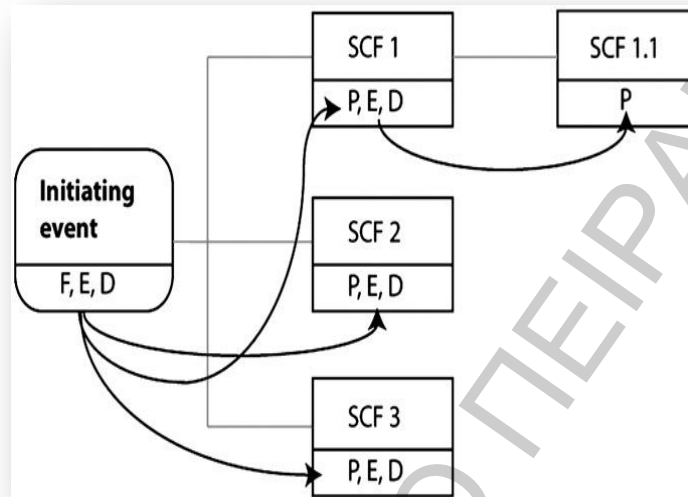 SCF 1
P, E, D
SCF 1.1
P
Initiating
event
F, E, D
SCF 2
P, E, D
SCF 3
P, E, D